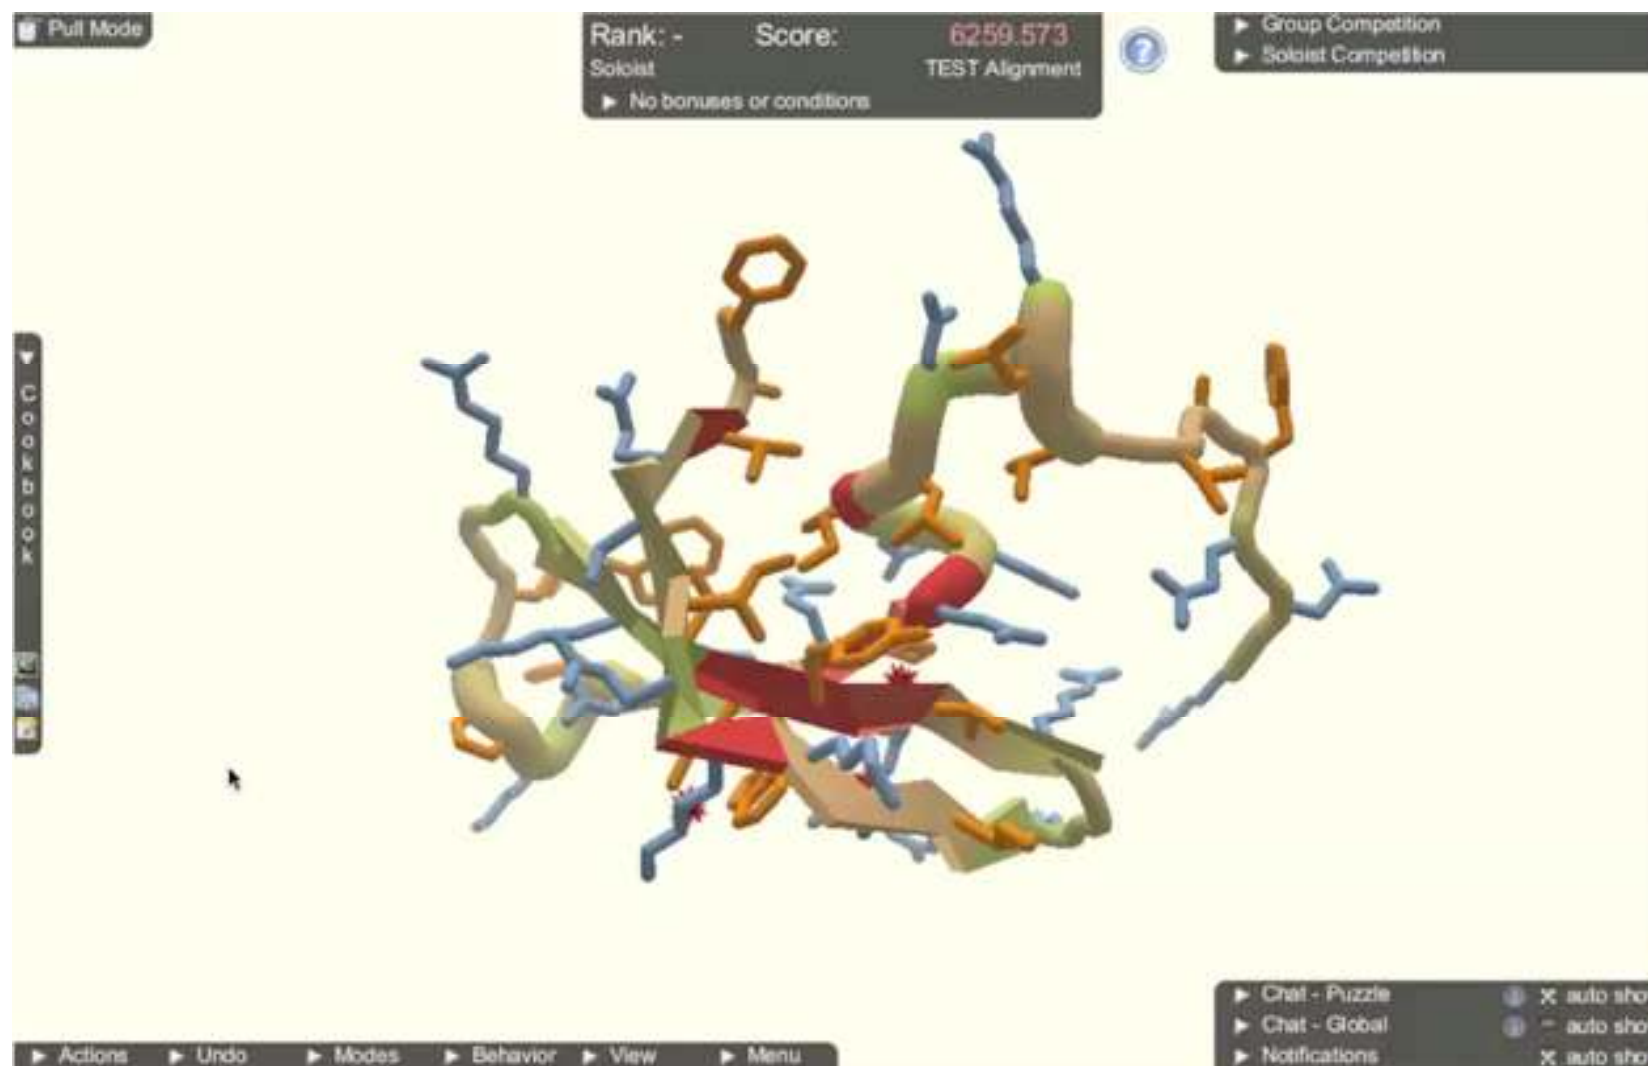 Pull Mode
Rank: - Score: 6259.573
Soloist TEST Alignment
▶ No bonuses or conditions
?
▶ Group Competition
▶ Soloist Competition
Cookbook
▶ Chat - Puzzle auto sho
▶ Chat - Global auto sho
▶ Notifications auto sho
▶ Actions ▶ Undo ▶ Modes ▶ Behavior ▶ View ▶ Menu